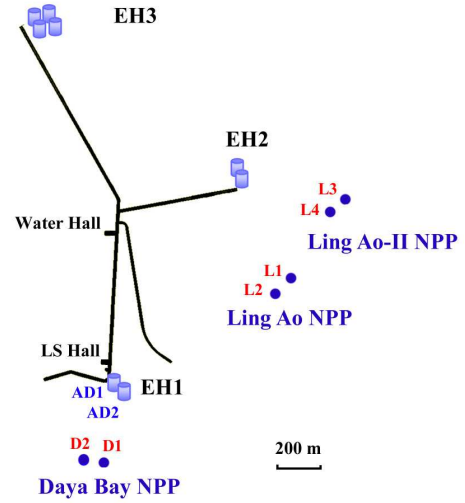 EH3
EH2
L3
L4
Water Hall
Ling Ao-II NPP
L1
L2
Ling Ao NPP
LS Hall
AD1
EH1
AD2
D2 D1
200 m
Daya Bay NPP